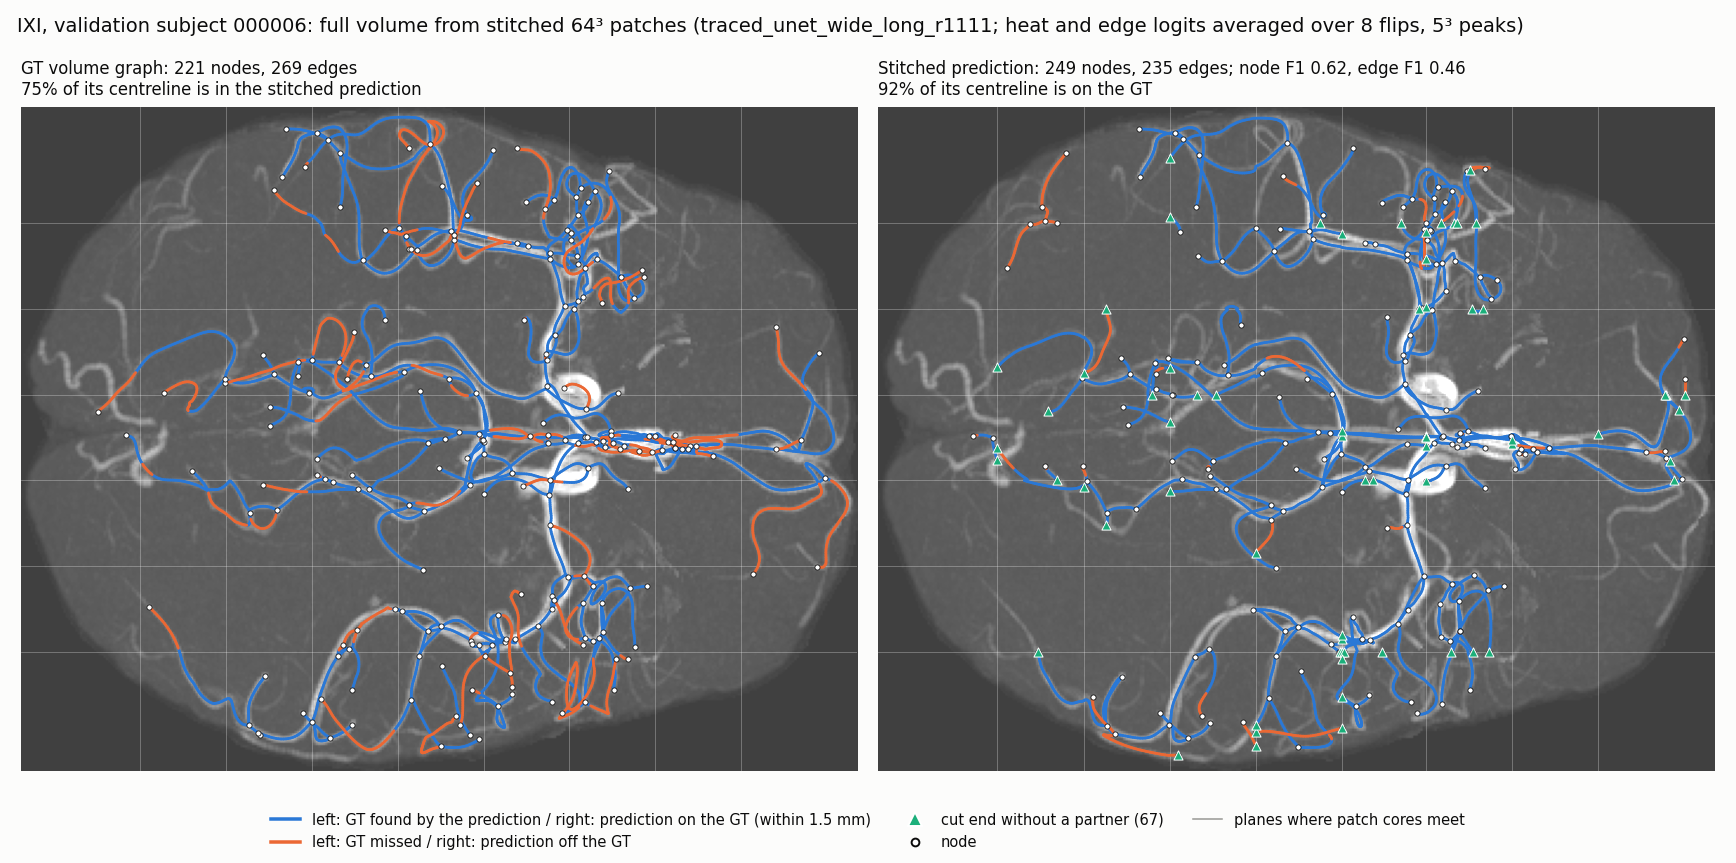 IXI, validation subject 000006: full volume from stitched 64³ patches (traced_unet_wide_long_r1111; heat and edge logits averaged over 8 flips, 5³ peaks)
GT volume graph: 221 nodes, 269 edges
75% of its centreline is in the stitched prediction
Stitched prediction: 249 nodes, 235 edges; node F1 0.62, edge F1 0.46
92% of its centreline is on the GT
left: GT found by the prediction / right: prediction on the GT (within 1.5 mm)
left: GT missed / right: prediction off the GT
cut end without a partner (67)
node
planes where patch cores meet